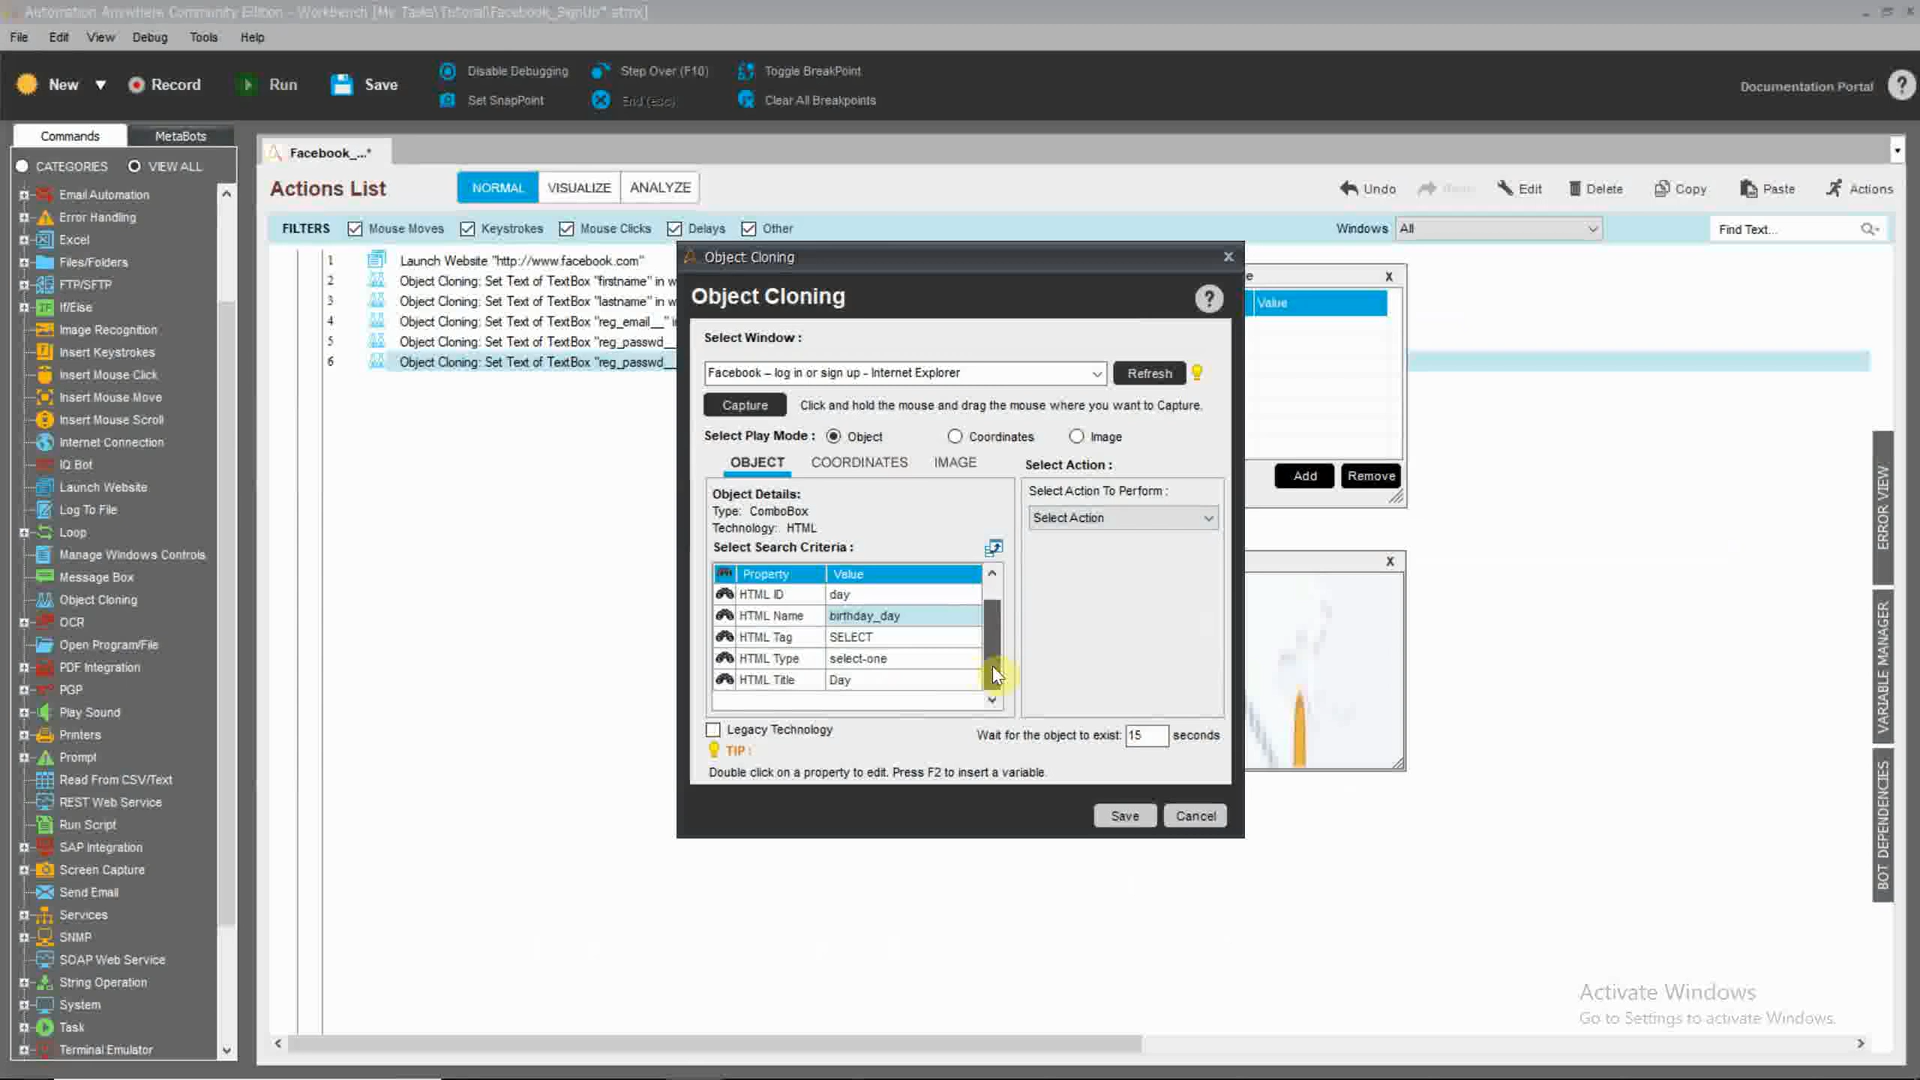 Automation Anywhere Community Edition - Workbench [My Tasks\Tutorial\Facebook_SignUp* atmx]
File Edit View Debug Tools Help
New Record Run Save
Disable Debugging Step Over (F10) Toggle BreakPoint
Set SnapPoint End (esc) Clear All Breakpoints
Documentation Portal ?
Commands MetaBots
CATEGORIES VIEW ALL
Email Automation
Error Handling
Excel
Files/Folders
FTP/SFTP
If/Else
Image Recognition
Insert Keystrokes
Insert Mouse Click
Insert Mouse Move
Insert Mouse Scroll
Internet Connection
IQ Bot
Launch Website
Log To File
Loop
Manage Windows Controls
Message Box
Object Cloning
OCR
Open Program/File
PDF Integration
PGP
Play Sound
Printers
Prompt
Read From CSV/Text
REST Web Service
Run Script
SAP Integration
Screen Capture
Send Email
Services
SNMP
SOAP Web Service
String Operation
System
Task
Terminal Emulator
Facebook_...*
Actions List NORMAL VISUALIZE ANALYZE
Undo Edit Delete Copy Paste Actions
FILTERS Mouse Moves Keystrokes Mouse Clicks Delays Other
Windows All Find Text...
1 Launch Website "http://www.facebook.com"
2 Object Cloning: Set Text of TextBox "firstname" in w
3 Object Cloning: Set Text of TextBox "lastname" in w
4 Object Cloning: Set Text of TextBox "reg_email__" i
5 Object Cloning: Set Text of TextBox "reg_passwd__
6 Object Cloning: Set Text of TextBox "reg_passwd__
Object Cloning x
Object Cloning ?
Select Window :
Facebook – log in or sign up - Internet Explorer Refresh
Capture Click and hold the mouse and drag the mouse where you want to Capture.
Select Play Mode : Object Coordinates Image
OBJECT COORDINATES IMAGE
Object Details:
Type: ComboBox
Technology: HTML
Select Search Criteria :
Property Value
HTML ID day
HTML Name birthday_day
HTML Tag SELECT
HTML Type select-one
HTML Title Day
Select Action :
Select Action To Perform :
Select Action
Legacy Technology
Wait for the object to exist: 15 seconds
TIP :
Double click on a property to edit. Press F2 to insert a variable.
Save Cancel
e X
Value
Add Remove
X
ERROR VIEW
VARIABLE MANAGER
BOT DEPENDENCIES
Activate Windows
Go to Settings to activate Windows.